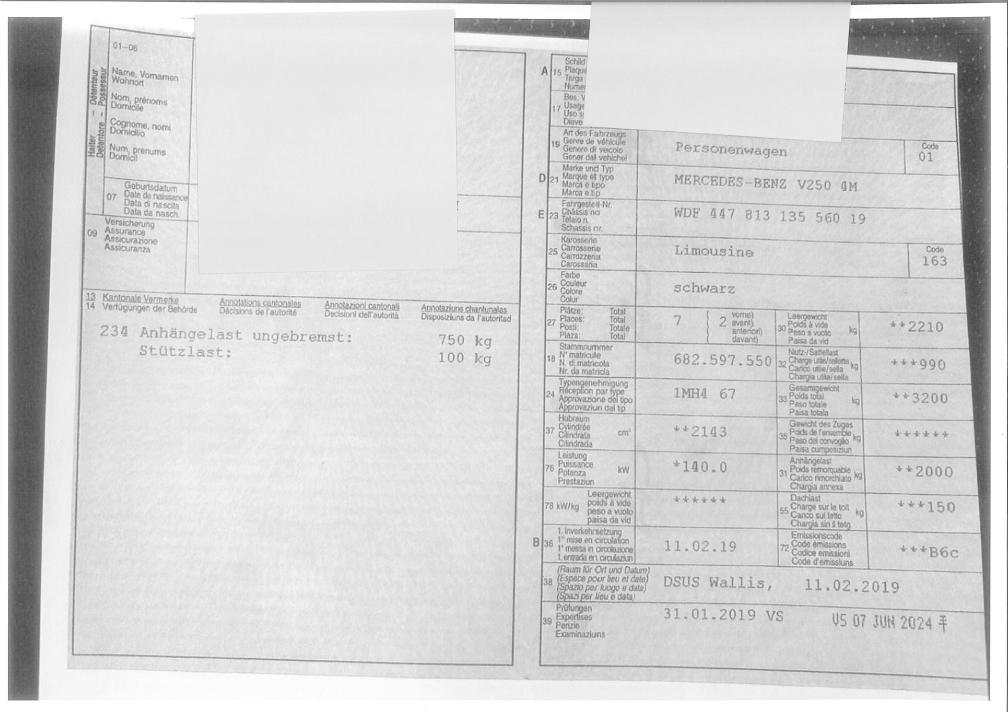 01-06
Halter – Détenteur
Detentore – Possessur
Name, Vornamen
Wohnort
Nom, prénoms
Domicile
Cognome, nomi
Domicilio
Num, prenums
Domicil
07
Geburtsdatum
Date de naissance
Data di nascita
Data da nasch.
09
Versicherung
Assurance
Assicurazione
Assicuranza
13 Kantonale Vermerke Annotations cantonales Annotazioni cantonali Annotaziuns chantunalas
14 Verfügungen der Behörde Décisions de l'autorité Decisioni dell'autorità Disposiziuns da l'autoritad
234 Anhängelast ungebremst: 750 kg
Stützlast: 100 kg
A 15
Schild
Plaque
Targa
Numer
17
Bes. V
Usage
Uso s
Diever
19
Art des Fahrzeugs
Genre de véhicule
Genere di veicolo
Gener dal vehichel
Personenwagen
Code
01
D 21
Marke und Typ
Marque et type
Marca e tipo
Marca e tip
MERCEDES-BENZ V250 4M
E 23
Fahrgestell-Nr.
Châssis no
Telaio n.
Schassis nr.
WDF 447 813 135 560 19
25
Karosserie
Carrosserie
Carrozzeria
Carossaria
Limousine
Code
163
26
Farbe
Couleur
Colore
Colur
schwarz
27
Plätze: Total
Places: Total
Posti: Totale
Plazs: Total
7 { 2
vorne)
avant)
anteriori)
davant)
30
Leergewicht
Poids à vide
Peso a vuoto
Paisa da vid
kg
**2210
18
Stammnummer
N° matricule
N. di matricola
Nr. da matricla
682.597.550
32
Nutz-/Sattellast
Charge utile/sellette
Carico utile/sella
Chargia utila/sella
kg
***990
24
Typengenehmigung
Réception par type
Approvazione del tipo
Approvaziun dal tip
1MH4 67
33
Gesamtgewicht
Poids total
Peso totale
Paisa totala
kg
**3200
37
Hubraum
Cylindrée
Cilindrata
Cilindrada
cm³
**2143
35
Gewicht des Zuges
Poids de l'ensemble
Peso del convoglio
Paisa cumposiziun
kg
******
76
Leistung
Puissance
Potenza
Prestaziun
kW
*140.0
31
Anhängelast
Poids remorquable
Carico rimorchiato
Chargia annexa
kg
**2000
78 kW/kg
Leergewicht
poids à vide
peso a vuoto
paisa da vid
******
55
Dachlast
Charge sur le toit
Carico sul tetto
Chargia sin il tetg
kg
***150
B 36
1. Inverkehrsetzung
1re mise en circulation
1a messa in circolazione
1. entrada en circulaziun
11.02.19
72
Emissionscode
Code émissions
Codice emissioni
Code d'emissiuns
***B6c
38
(Raum für Ort und Datum)
(Espace pour lieu et date)
(Spazio per luogo e data)
(Spazi per lieu e data)
DSUS Wallis, 11.02.2019
39
Prüfungen
Expertises
Perizie
Examinaziuns
31.01.2019 VS
VS 07 JUN 2024